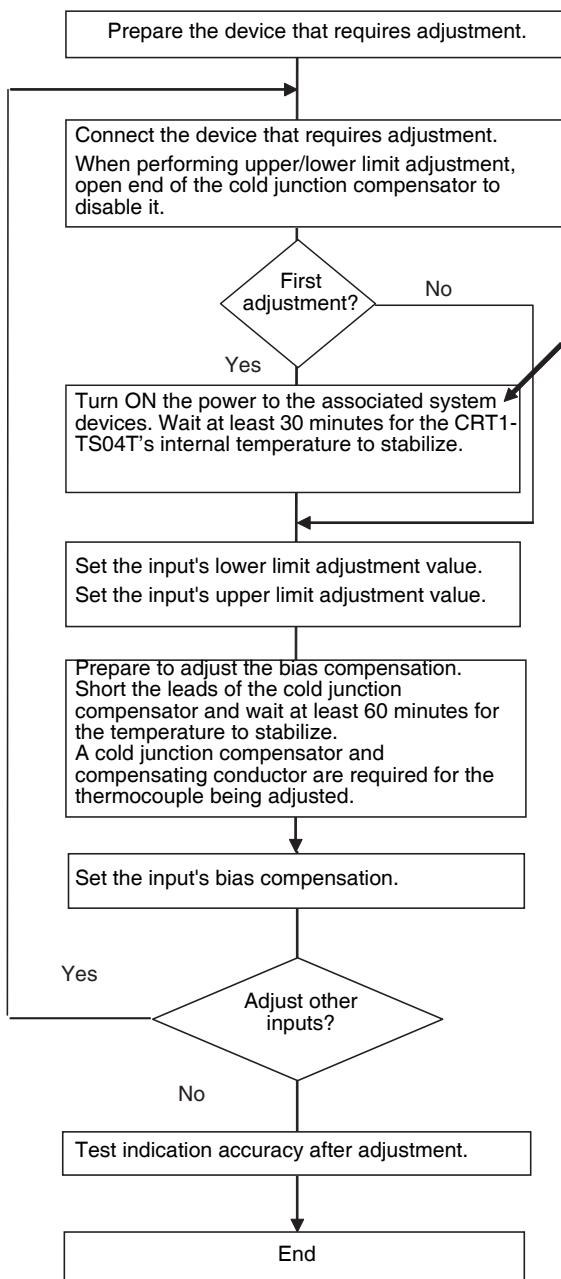 Prepare the device that requires adjustment.
Connect the device that requires adjustment.
When performing upper/lower limit adjustment,
open end of the cold junction compensator to
disable it.
First
adjustment?
No
Yes
Turn ON the power to the associated system
devices. Wait at least 30 minutes for the CRT1-
TS04T's internal temperature to stabilize.
Set the input's lower limit adjustment value.
Set the input's upper limit adjustment value.
Prepare to adjust the bias compensation.
Short the leads of the cold junction
compensator and wait at least 60 minutes for
the temperature to stabilize.
A cold junction compensator and
compensating conductor are required for the
thermocouple being adjusted.
Set the input's bias compensation.
Yes
Adjust other
inputs?
No
Test indication accuracy after adjustment.
End